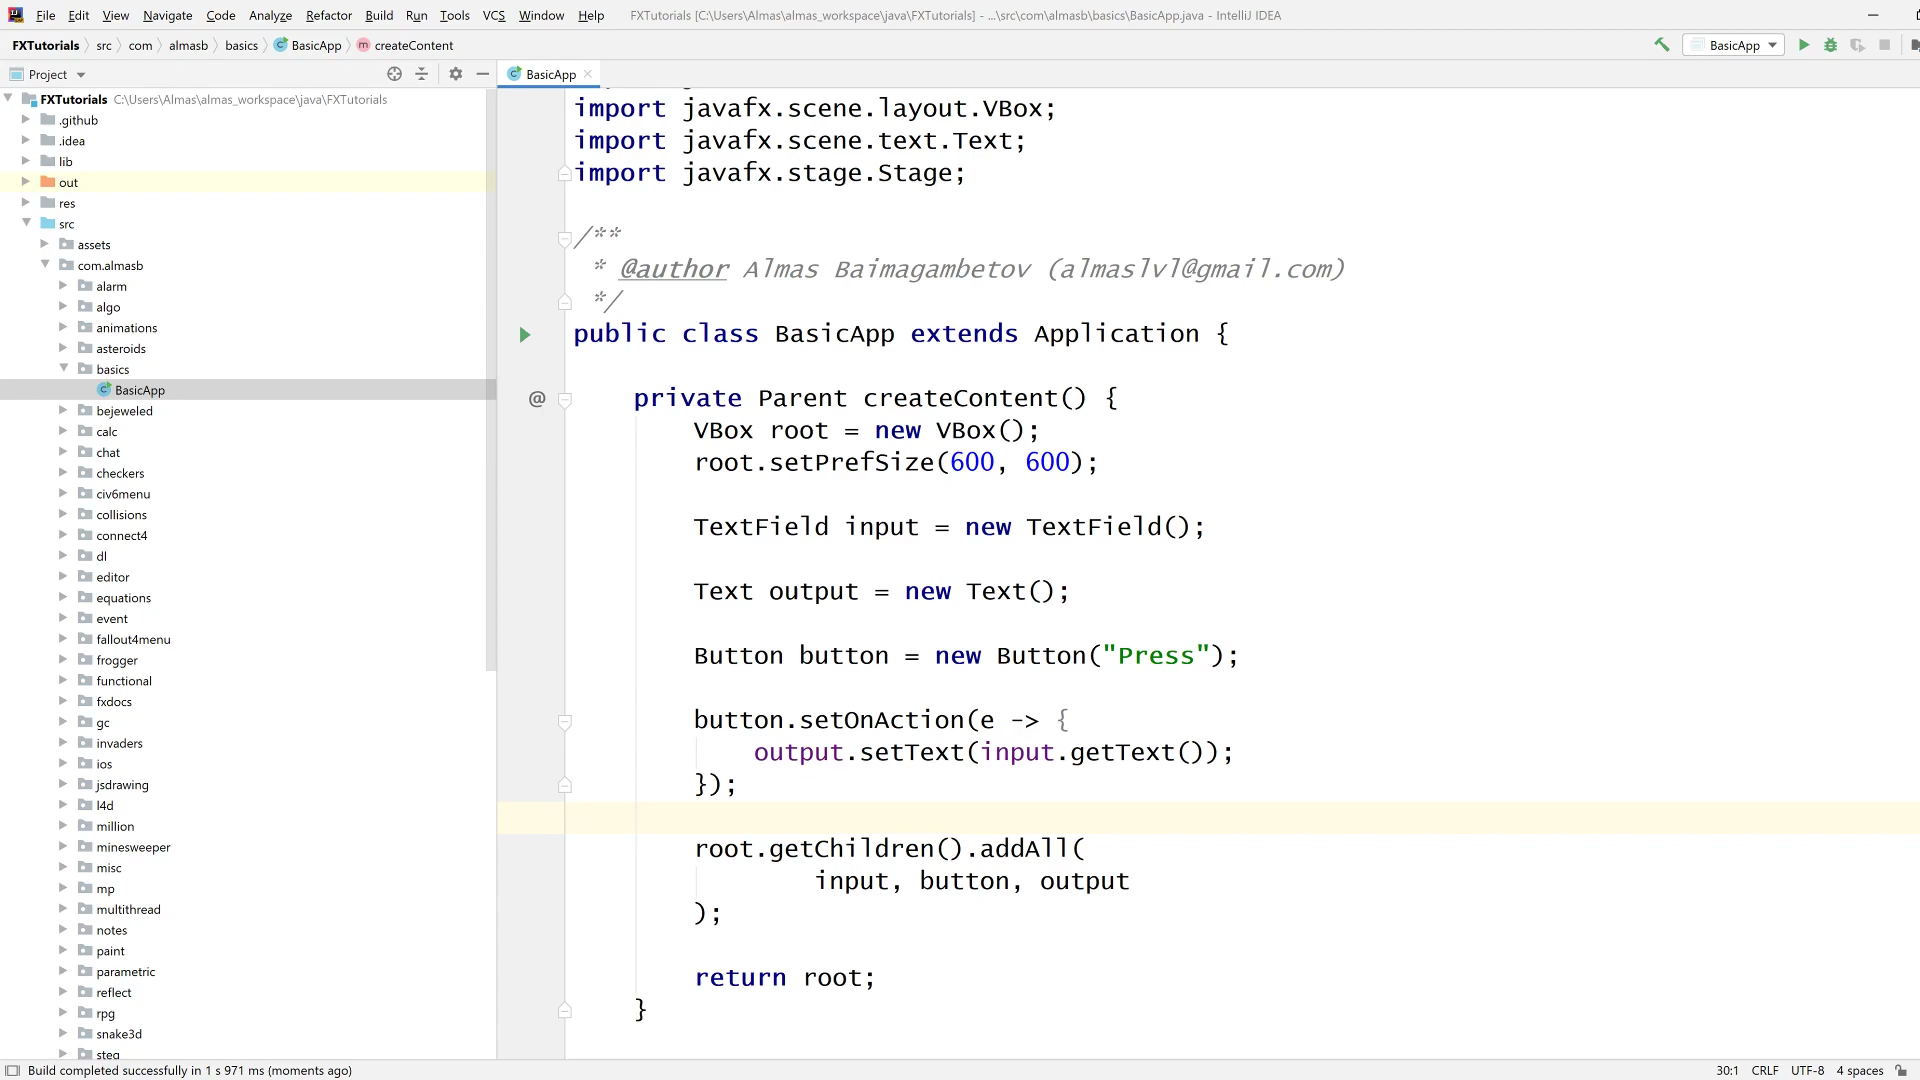 File Edit View Navigate Code Analyze Refactor Build Run Tools VCS Window Help FXTutorials [C:\Users\Almas\almas_workspace\java\FXTutorials] - ...\src\com\almasb\basics\BasicApp.java - IntelliJ IDEA
FXTutorials src com almasb basics BasicApp createContent BasicApp
Project
BasicApp
FXTutorials C:\Users\Almas\almas_workspace\java\FXTutorials
.github
.idea
lib
out
res
src
assets
com.almasb
alarm
algo
animations
asteroids
basics
BasicApp
bejeweled
calc
chat
checkers
civ6menu
collisions
connect4
dl
editor
equations
event
fallout4menu
frogger
functional
fxdocs
gc
invaders
ios
jsdrawing
l4d
million
minesweeper
misc
mp
multithread
notes
paint
parametric
reflect
rpg
snake3d
steg
import javafx.scene.layout.VBox;
import javafx.scene.text.Text;
import javafx.stage.Stage;
/**
* @author Almas Baimagambetov (almaslvl@gmail.com)
*/
public class BasicApp extends Application {
@ private Parent createContent() {
VBox root = new VBox();
root.setPrefSize(600, 600);
TextField input = new TextField();
Text output = new Text();
Button button = new Button("Press");
button.setOnAction(e -> {
output.setText(input.getText());
});
root.getChildren().addAll(
input, button, output
);
return root;
}
Build completed successfully in 1 s 971 ms (moments ago) 30:1 CRLF UTF-8 4 spaces